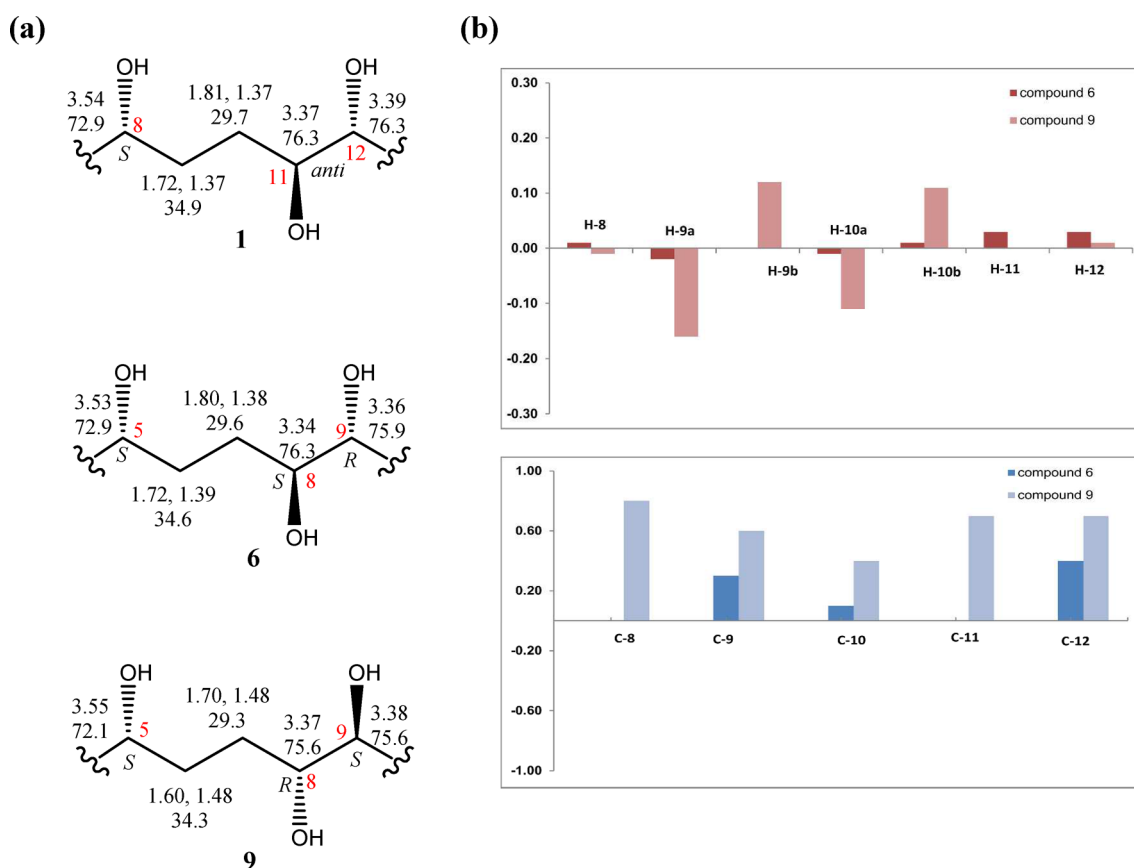 (a)
OH
OH
3.54
72.9
8
S
1.81, 1.37
29.7
3.37
76.3
3.39
76.3
12
11
anti
1.72, 1.37
34.9
OH
1
OH
OH
3.53
72.9
5
S
1.80, 1.38
29.6
3.34
76.3
3.36
75.9
9
R
S
8
1.72, 1.39
34.6
OH
6
OH
OH
3.55
72.1
5
S
1.70, 1.48
29.3
3.37
75.6
3.38
75.6
9
S
R
8
1.60, 1.48
34.3
OH
9
(b)
0.30
0.20
0.10
0.00
-0.10
-0.20
-0.30
compound 6
compound 9
H-8
H-9a
H-9b
H-10a
H-10b
H-11
H-12
1.00
0.60
0.20
-0.20
-0.60
-1.00
compound 6
compound 9
C-8
C-9
C-10
C-11
C-12